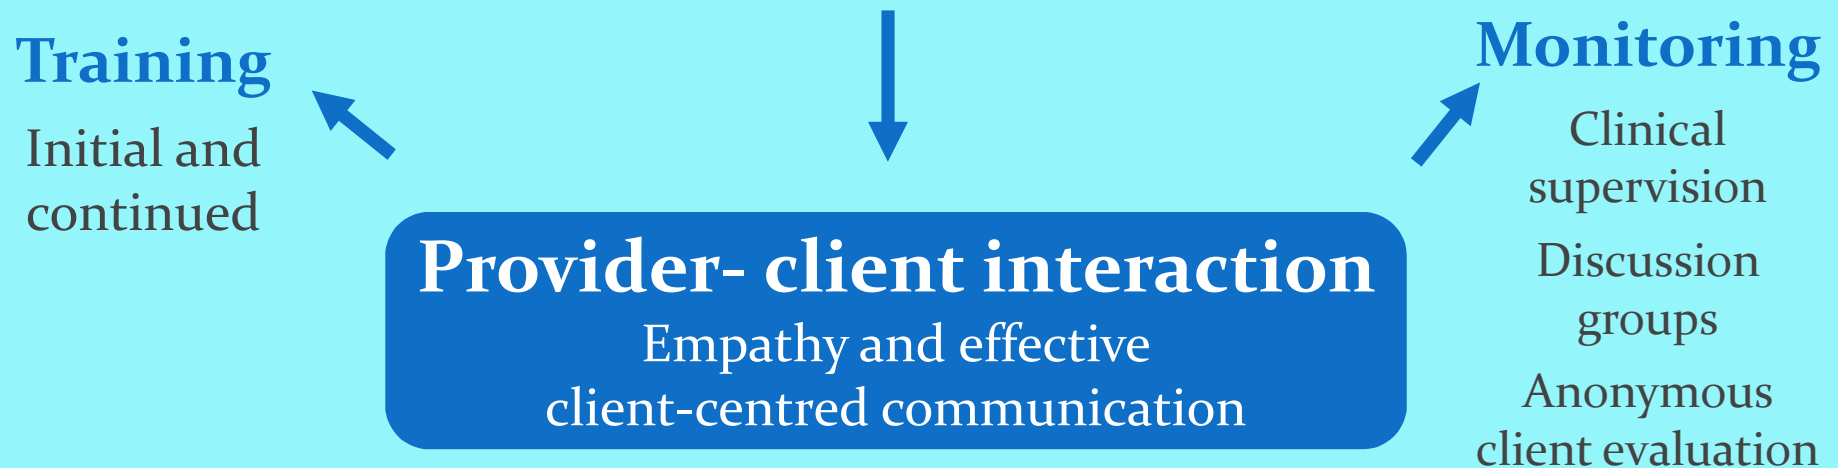 Training
Initial and
continued
Monitoring
Clinical
supervision
Discussion
groups
Anonymous
client evaluation
Provider- client interaction
Empathy and effective
client-centred communication